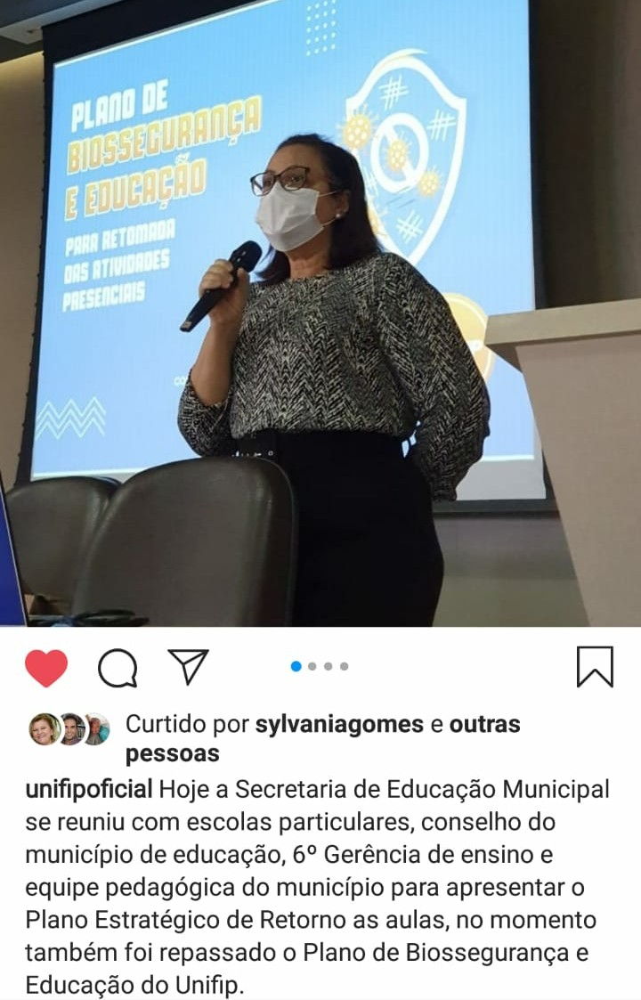 PLANO DE
BIOSSEGURANÇA
E EDUCAÇÃO
PARA RETOMADA
DAS ATIVIDADES
PRESENCIAIS
Curtido por sylvaniagomes e outras
pessoas
unifipoficial Hoje a Secretaria de Educação Municipal
se reuniu com escolas particulares, conselho do
município de educação, 6º Gerência de ensino e
equipe pedagógica do município para apresentar o
Plano Estratégico de Retorno as aulas, no momento
também foi repassado o Plano de Biossegurança e
Educação do Unifip.